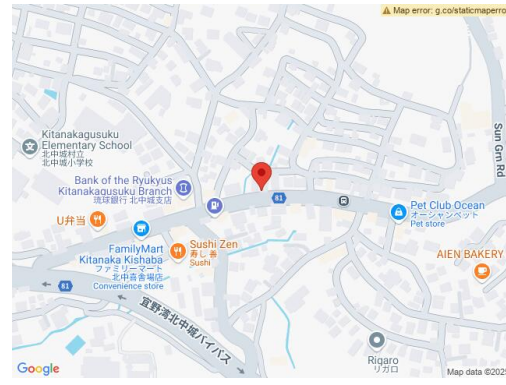 Map error: g.co/staticmaperro
Kitanakagusuku
Elementary School
北中城村立
北中城小学校
Sun Grn Rd
Bank of the Ryukyus
Kitanakagusuku Branch
琉球銀行 北中城支店
81
U弁当
Pet Club Ocean
オーシャンペット
Pet store
FamilyMart
Kitanaka Kishaba
ファミリーマート
北中喜舎場店
Convenience store
Sushi Zen
寿し 善
Sushi
AIEN BAKERY
81
宜野湾北中城バイパス
Rigaro
リガロ
Google
Map data ©2025